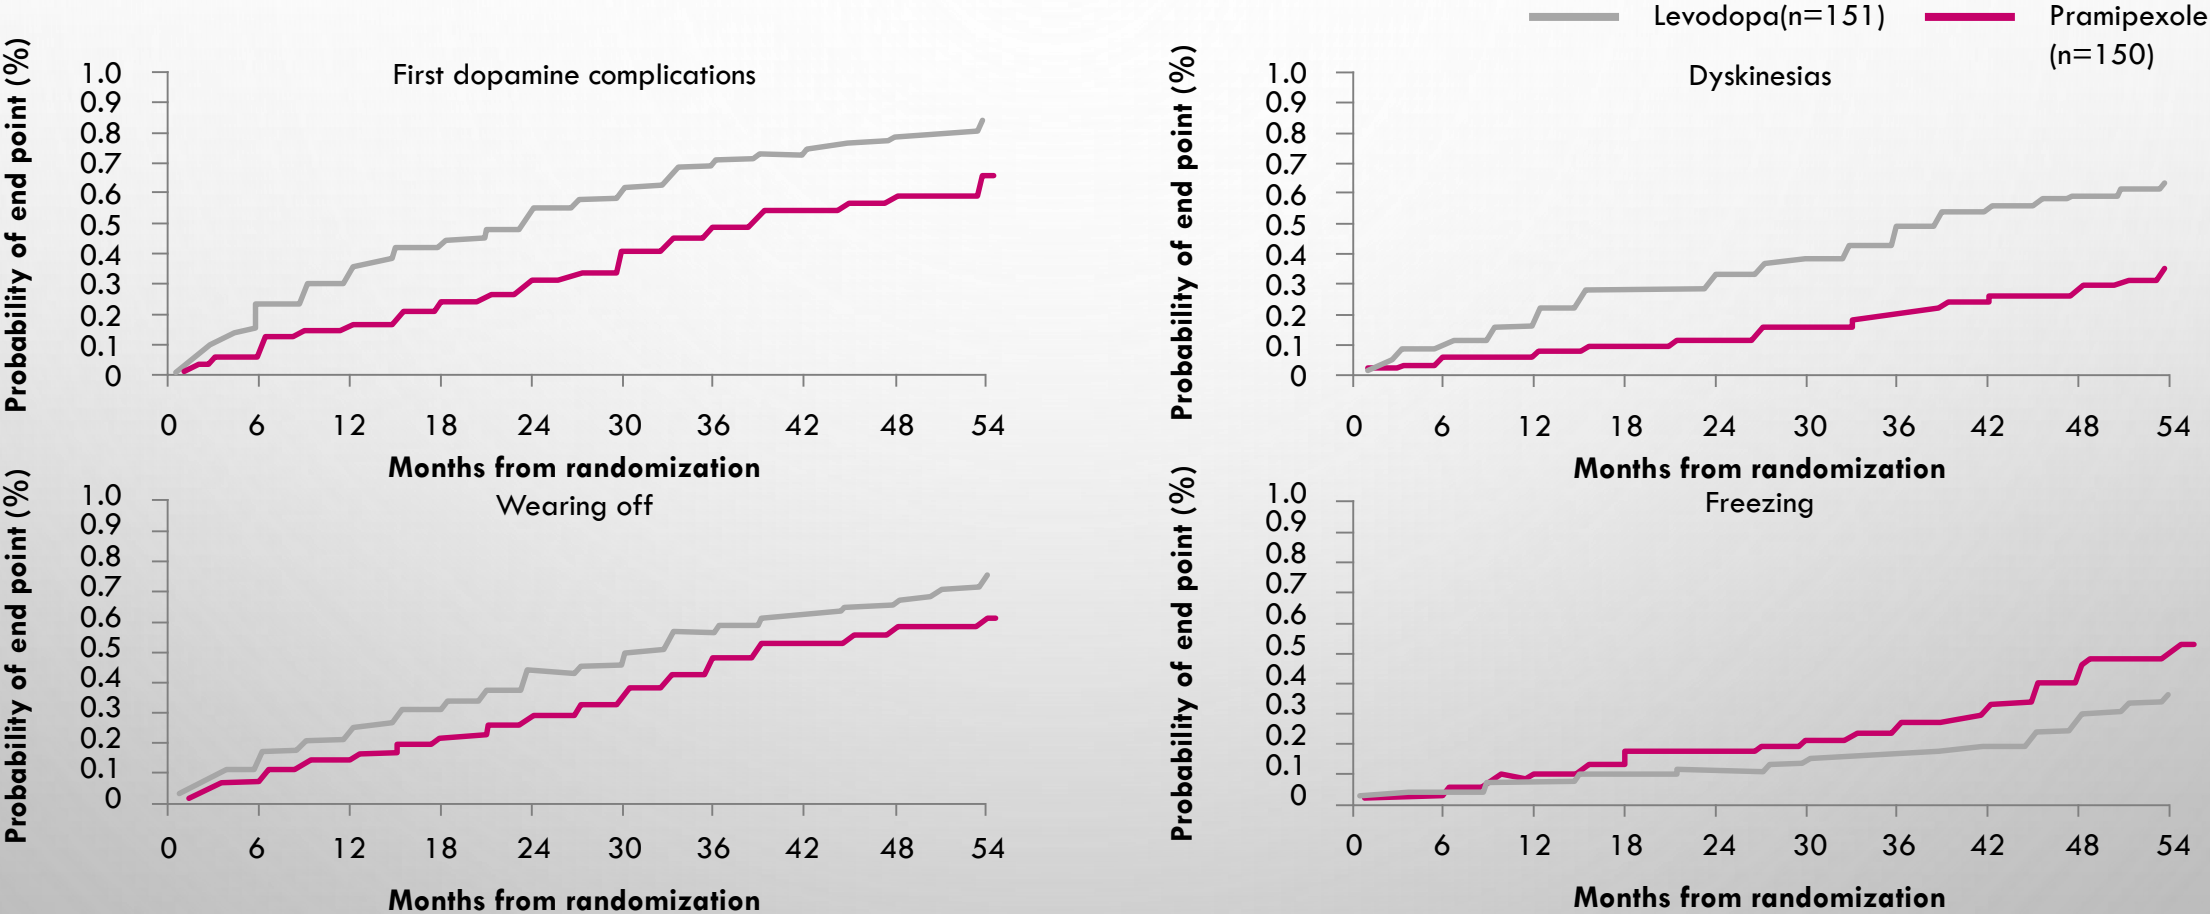 Levodopa(n=151) Pramipexole
(n=150)
Probability of end point (%)
First dopamine complications
1.0
0.9
0.8
0.7
0.6
0.5
0.4
0.3
0.2
0.1
0
0 6 12 18 24 30 36 42 48 54
Months from randomization
Probability of end point (%)
Dyskinesias
1.0
0.9
0.8
0.7
0.6
0.5
0.4
0.3
0.2
0.1
0
0 6 12 18 24 30 36 42 48 54
Months from randomization
Probability of end point (%)
Wearing off
1.0
0.9
0.8
0.7
0.6
0.5
0.4
0.3
0.2
0.1
0
0 6 12 18 24 30 36 42 48 54
Months from randomization
Probability of end point (%)
Freezing
1.0
0.9
0.8
0.7
0.6
0.5
0.4
0.3
0.2
0.1
0
0 6 12 18 24 30 36 42 48 54
Months from randomization